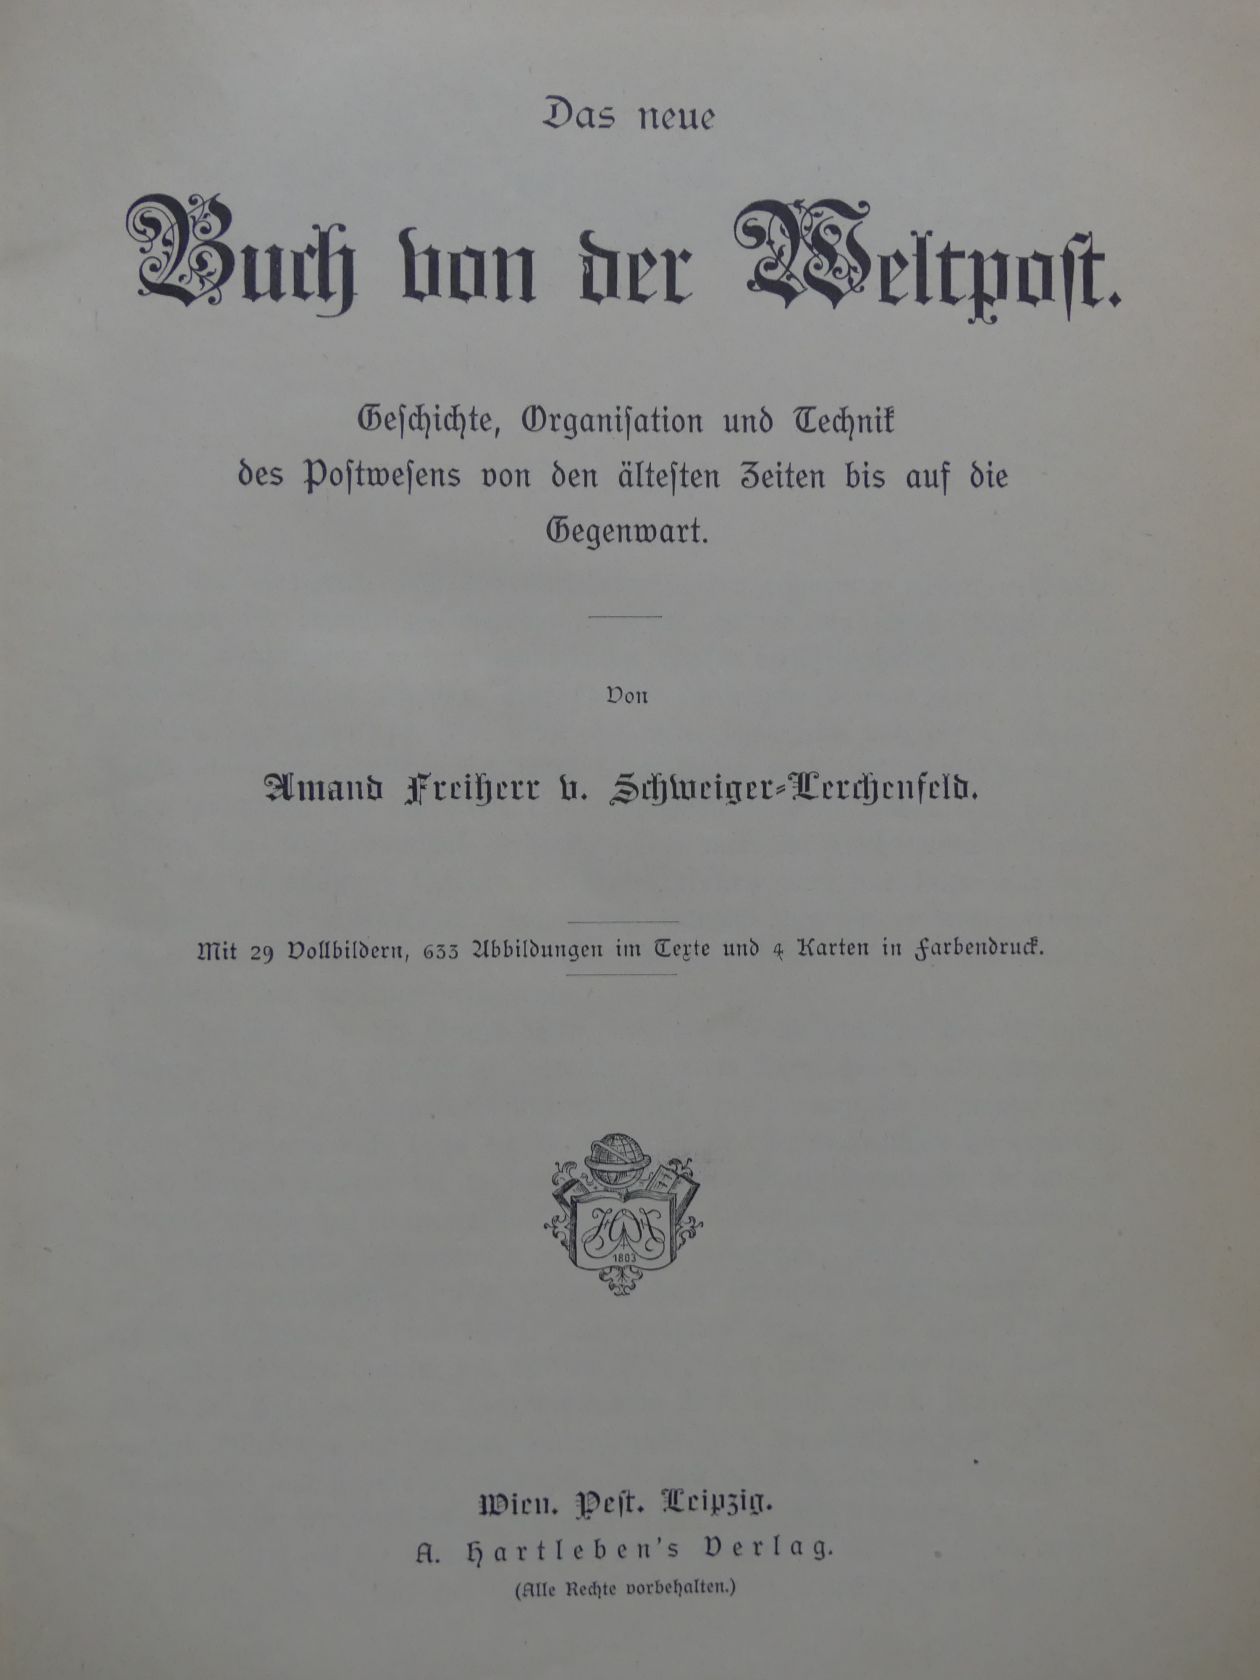 Das neue
Buch von der Weltpost.
Geschichte, Organisation und Technik
des Postwesens von den ältesten Zeiten bis auf die
Gegenwart.
Von
Amand Freiherr v. Schweiger-Lerchenfeld.
Mit 29 Vollbildern, 633 Abbildungen im Texte und 4 Karten in Farbendruck.
1803
Wien. Pest. Leipzig.
A. Hartleben's Verlag.
(Alle Rechte vorbehalten.)